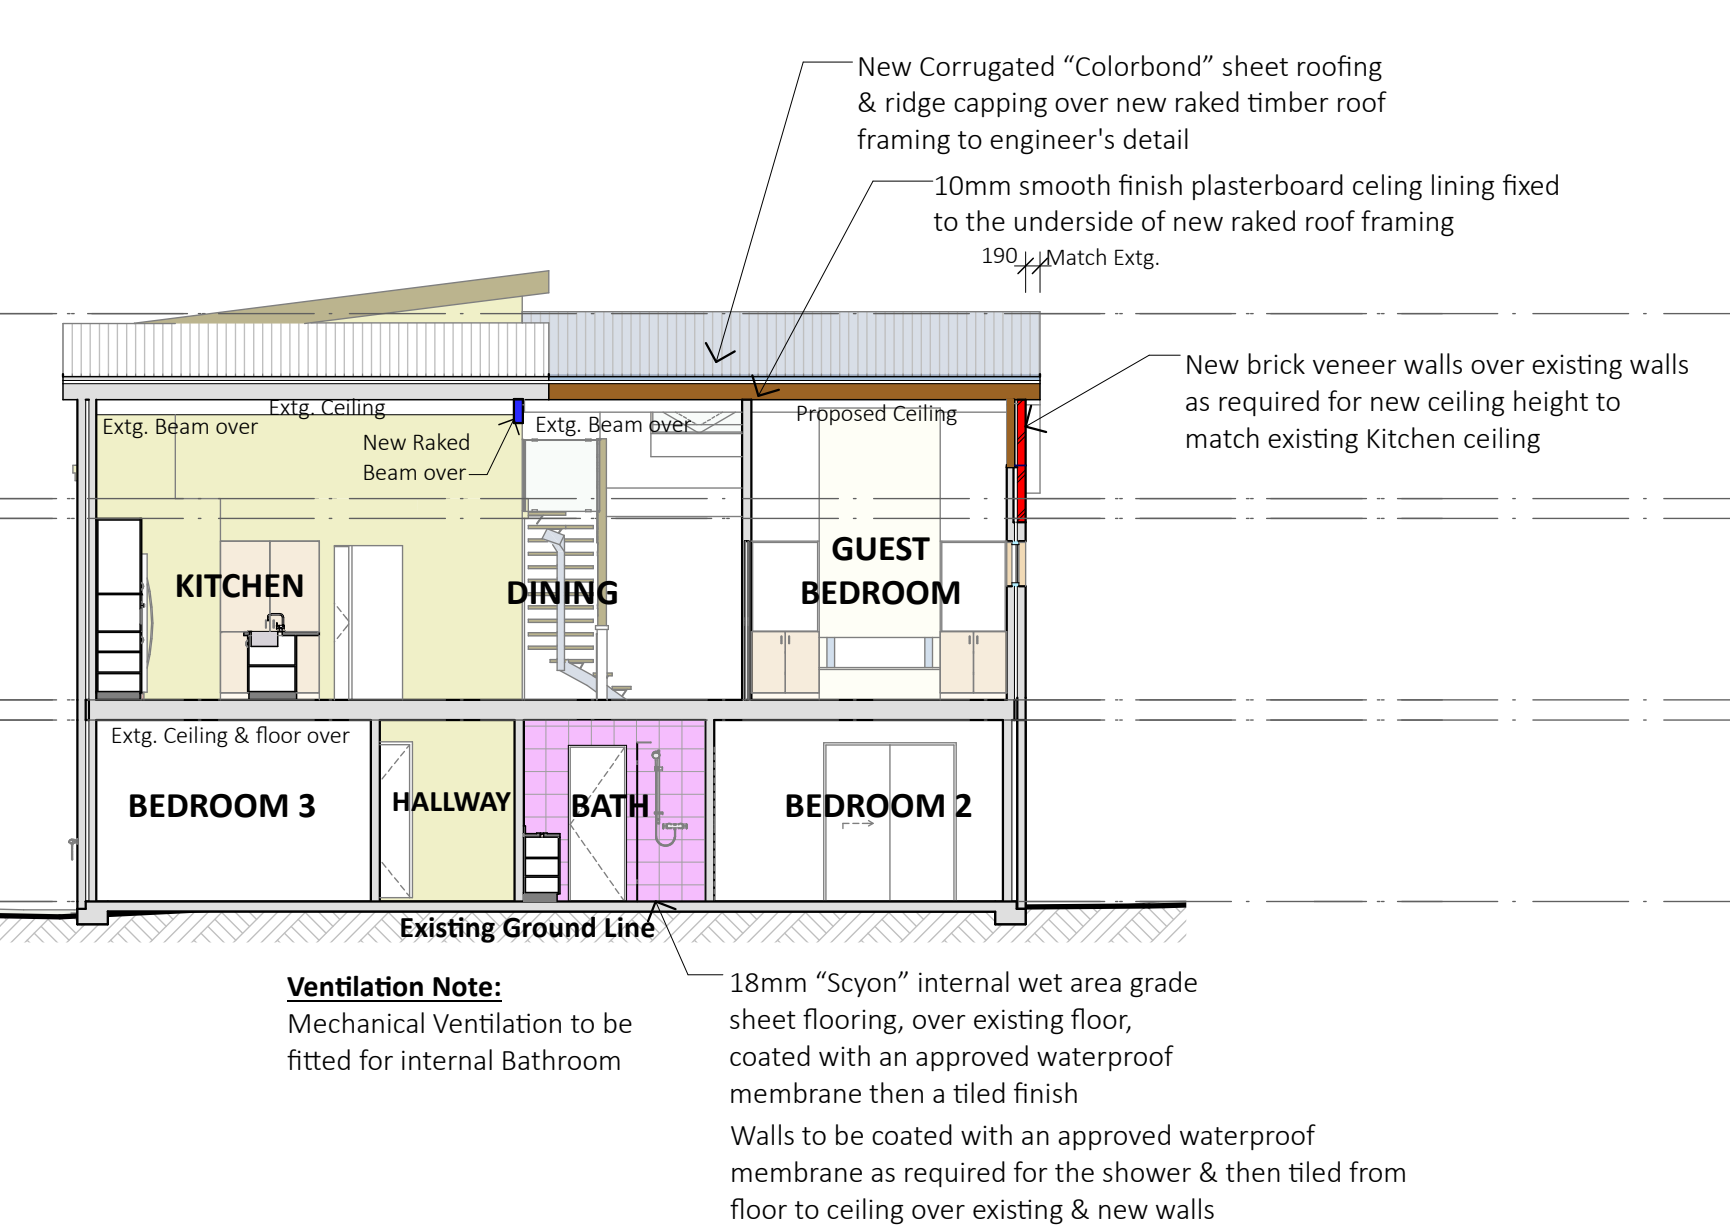 New Corrugated “Colorbond” sheet roofing
& ridge capping over new raked timber roof
framing to engineer's detail
10mm smooth finish plasterboard celing lining fixed
to the underside of new raked roof framing
190
Match Extg.
New brick veneer walls over existing walls
as required for new ceiling height to
match existing Kitchen ceiling
Extg. Ceiling
Extg. Beam over
New Raked
Beam over
Extg. Beam over
Proposed Ceiling
KITCHEN
DINING
GUEST
BEDROOM
Extg. Ceiling & floor over
BEDROOM 3
HALLWAY
BATH
BEDROOM 2
Existing Ground Line
Ventilation Note:
Mechanical Ventilation to be
fitted for internal Bathroom
18mm “Scyon” internal wet area grade
sheet flooring, over existing floor,
coated with an approved waterproof
membrane then a tiled finish
Walls to be coated with an approved waterproof
membrane as required for the shower & then tiled from
floor to ceiling over existing & new walls